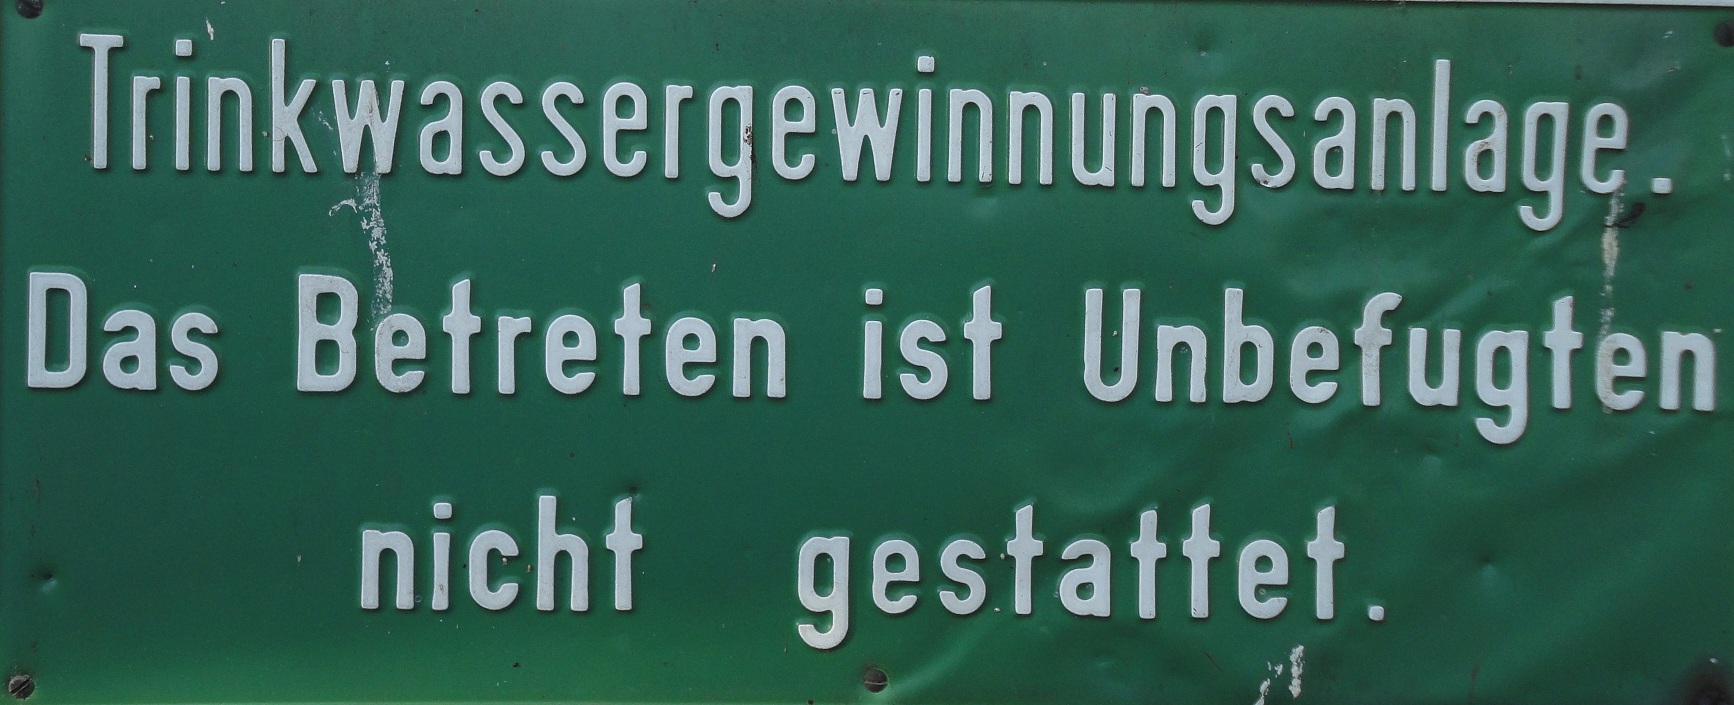 Trinkwassergewinnungsanlage.
Das Betreten ist Unbefugten
nicht gestattet.